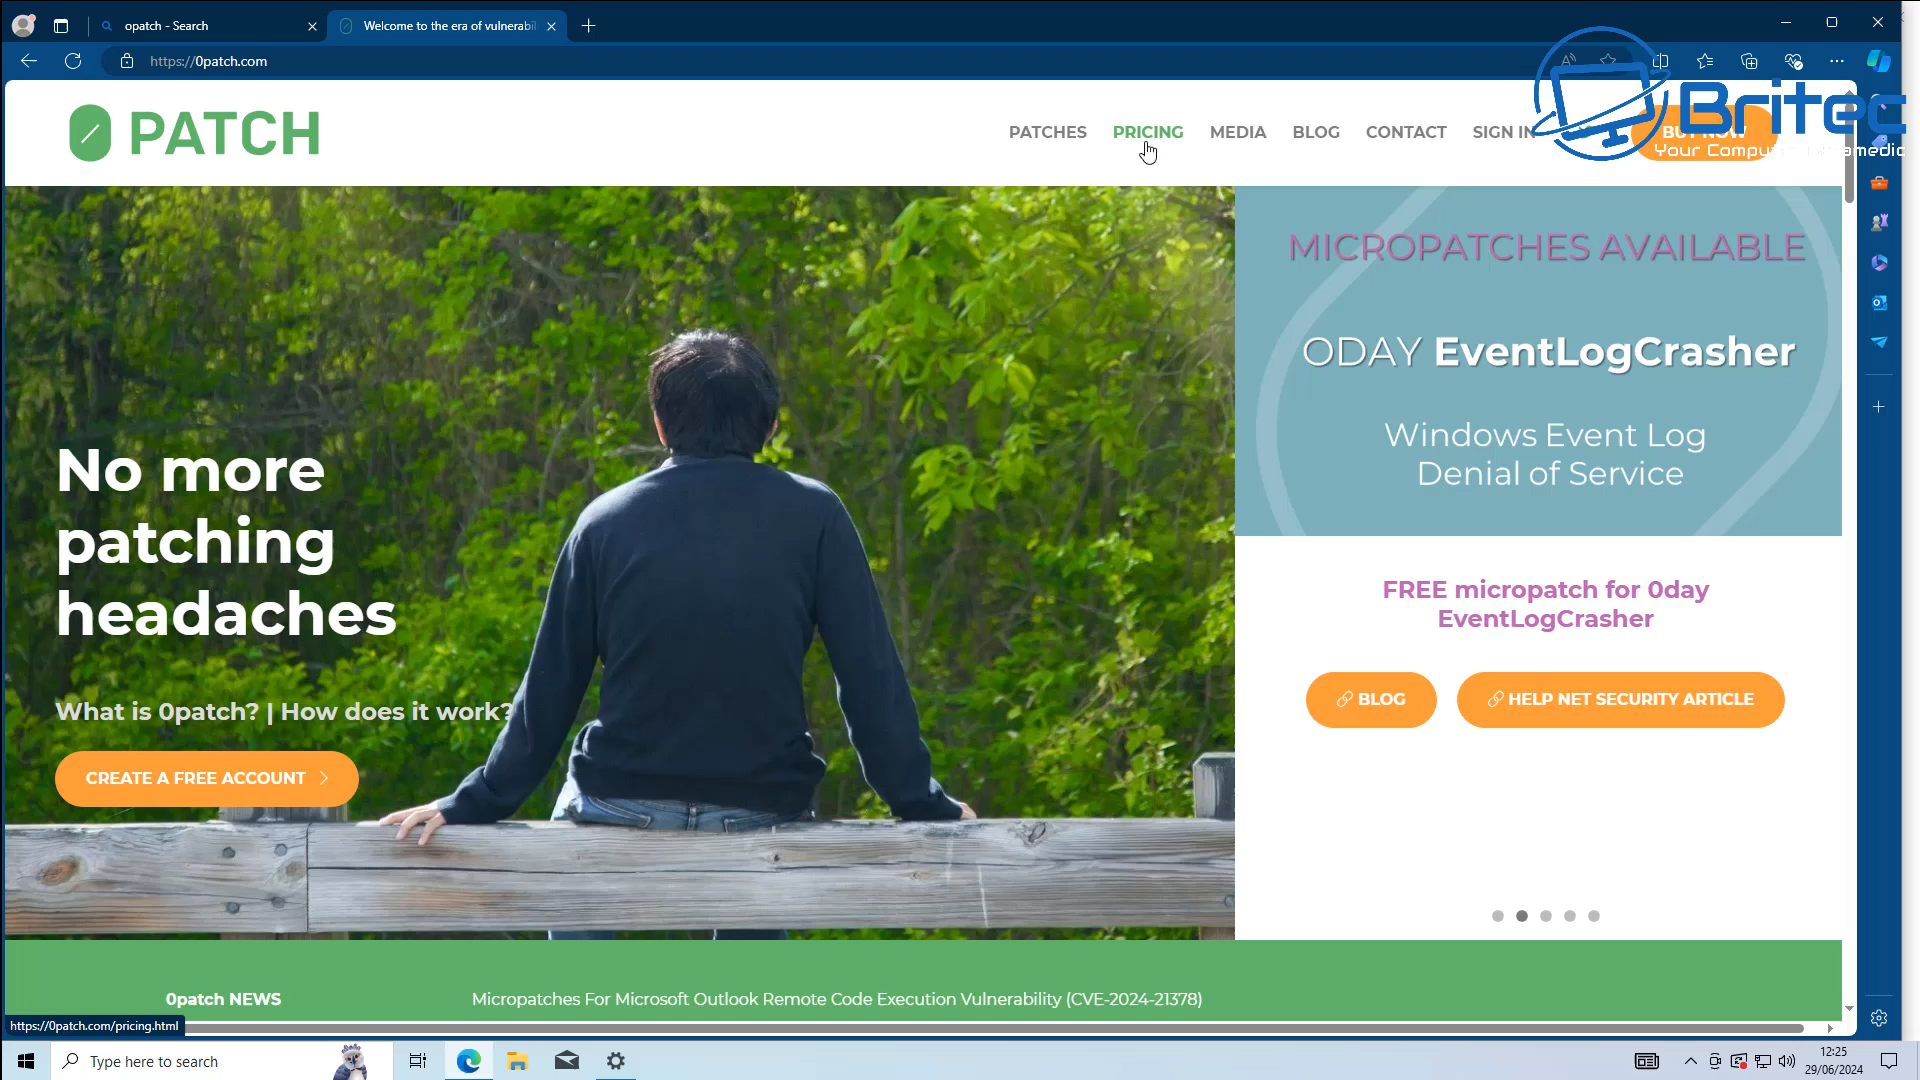 opatch - Search
Welcome to the era of vulnerabil
https://0patch.com
0 PATCH
PATCHES PRICING MEDIA BLOG CONTACT SIGN IN
BUY NOW
Britec
MICROPATCHES AVAILABLE
0DAY EventLogCrasher
Windows Event Log
Denial of Service
No more
patching
headaches
FREE micropatch for 0day
EventLogCrasher
BLOG
HELP NET SECURITY ARTICLE
What is 0patch? | How does it work?
CREATE A FREE ACCOUNT
0patch NEWS
Micropatches For Microsoft Outlook Remote Code Execution Vulnerability (CVE-2024-21378)
https://0patch.com/pricing.html
Type here to search
12:25
29/06/2024